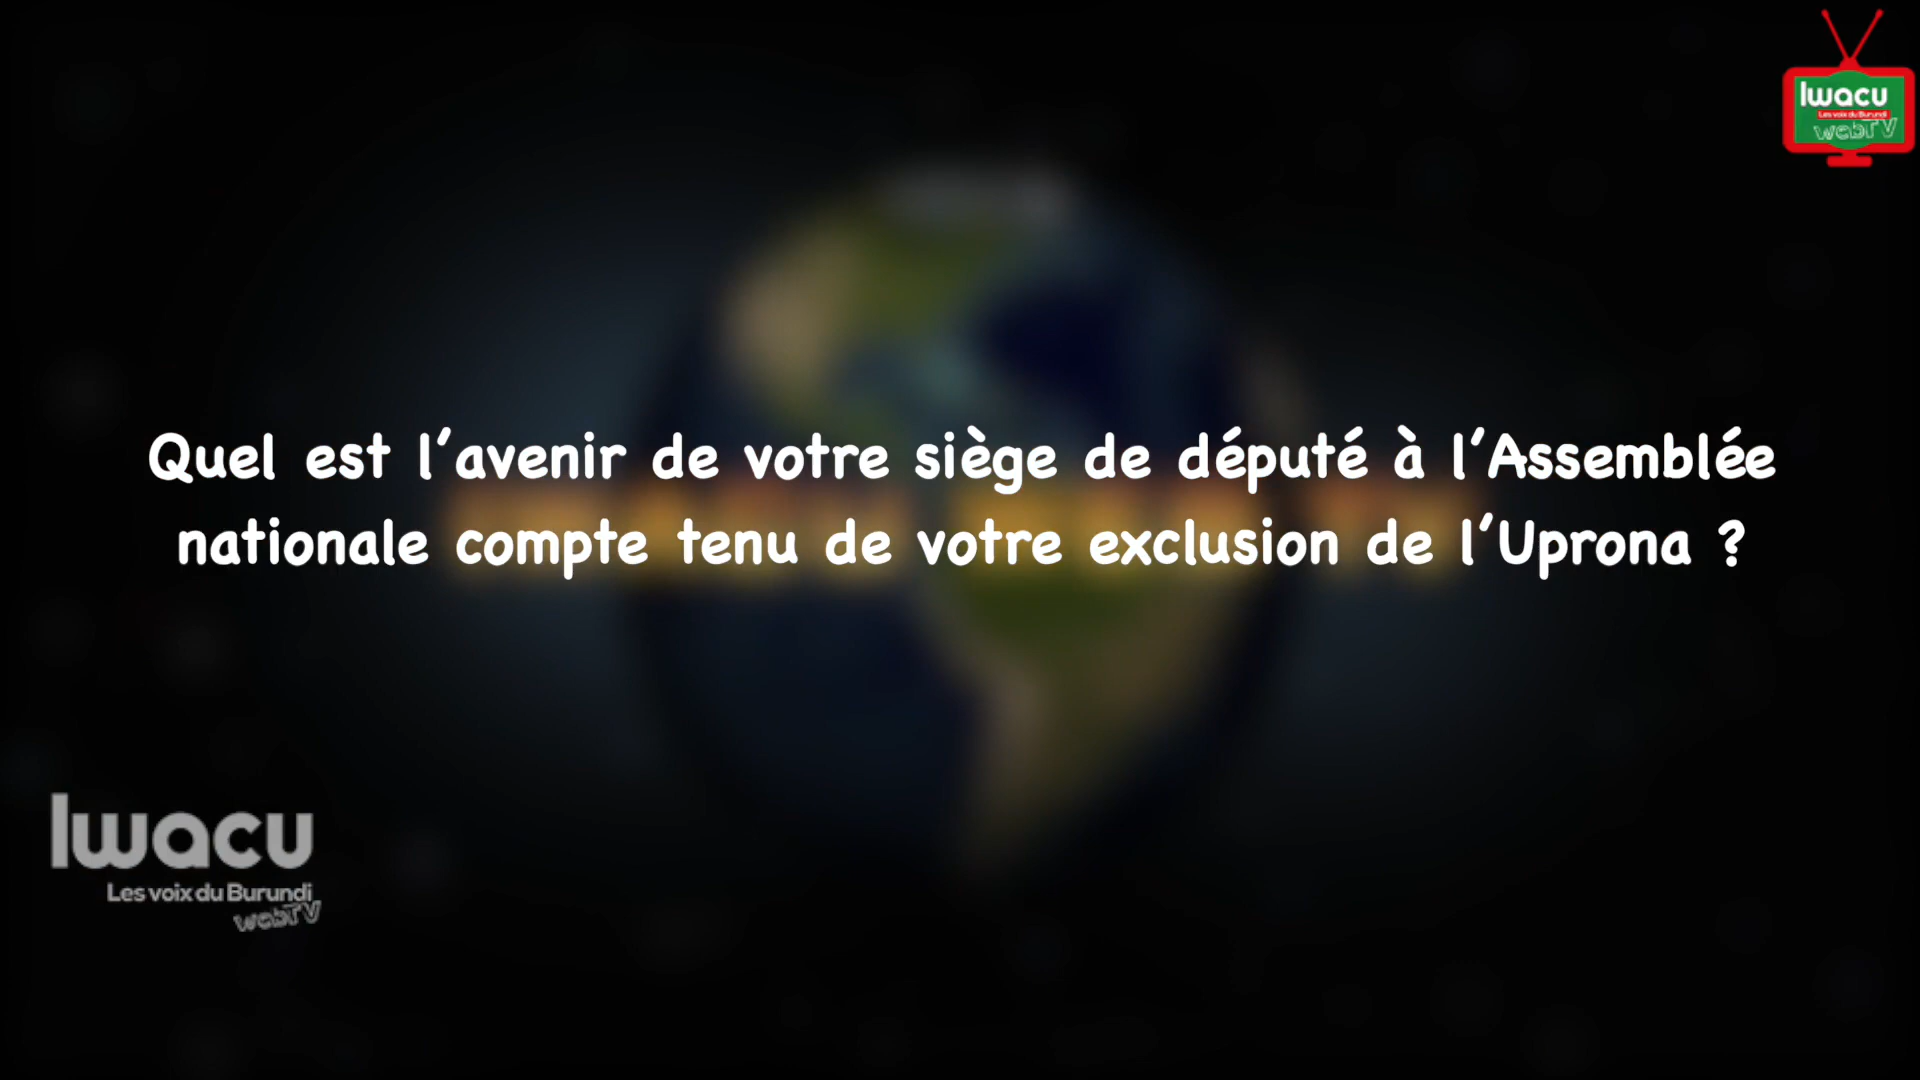 Iwacu
Les voix du Burundi
webTV
Quel est l'avenir de votre siège de député à l'Assemblée
nationale compte tenu de votre exclusion de l'Uprona ?
Iwacu
Les voix du Burundi
webTV